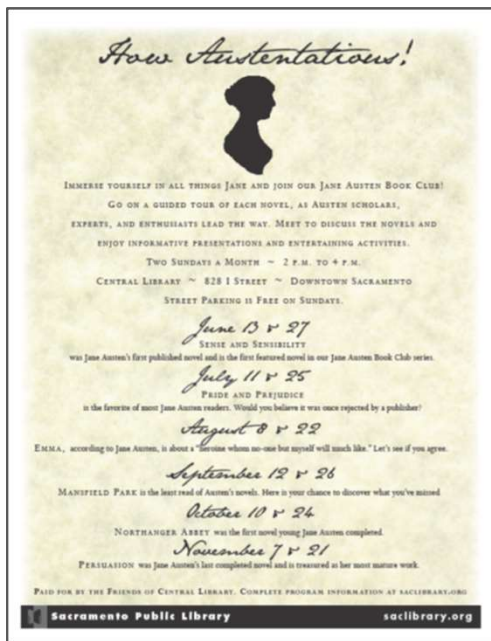 How Austentations!
IMMERSE YOURSELF IN ALL THINGS JANE AND JOIN OUR JANE AUSTEN BOOK CLUB!
GO ON A GUIDED TOUR OF EACH NOVEL, AS AUSTEN SCHOLARS,
EXPERTS, AND ENTHUSIASTS LEAD THE WAY. MEET TO DISCUSS THE NOVELS AND
ENJOY INFORMATIVE PRESENTATIONS AND ENTERTAINING ACTIVITIES.
TWO SUNDAYS A MONTH ~ 2 P.M. TO 4 P.M.
CENTRAL LIBRARY ~ 828 I STREET ~ DOWNTOWN SACRAMENTO
STREET PARKING IS FREE ON SUNDAYS.
June 13 & 27
SENSE AND SENSIBILITY
was Jane Austen's first published novel and is the first featured novel in our Jane Austen Book Club series.
July 11 & 25
PRIDE AND PREJUDICE
is the favorite of most Jane Austen readers. Would you believe it was once rejected by a publisher?
August 8 & 22
EMMA, according to Jane Austen, is about a "heroine whom no-one but myself will much like." Let's see if you agree.
September 12 & 26
MANSFIELD PARK is the least read of Austen's novels. Here is your chance to discover what you've missed
October 10 & 24
NORTHANGER ABBEY was the first novel young Jane Austen completed.
November 7 & 21
PERSUASION was Jane Austen's last completed novel and is treasured as her most mature work.
PAID FOR BY THE FRIENDS OF CENTRAL LIBRARY. COMPLETE PROGRAM INFORMATION AT SACLIBRARY.ORG
Sacramento Public Library saclibrary.org